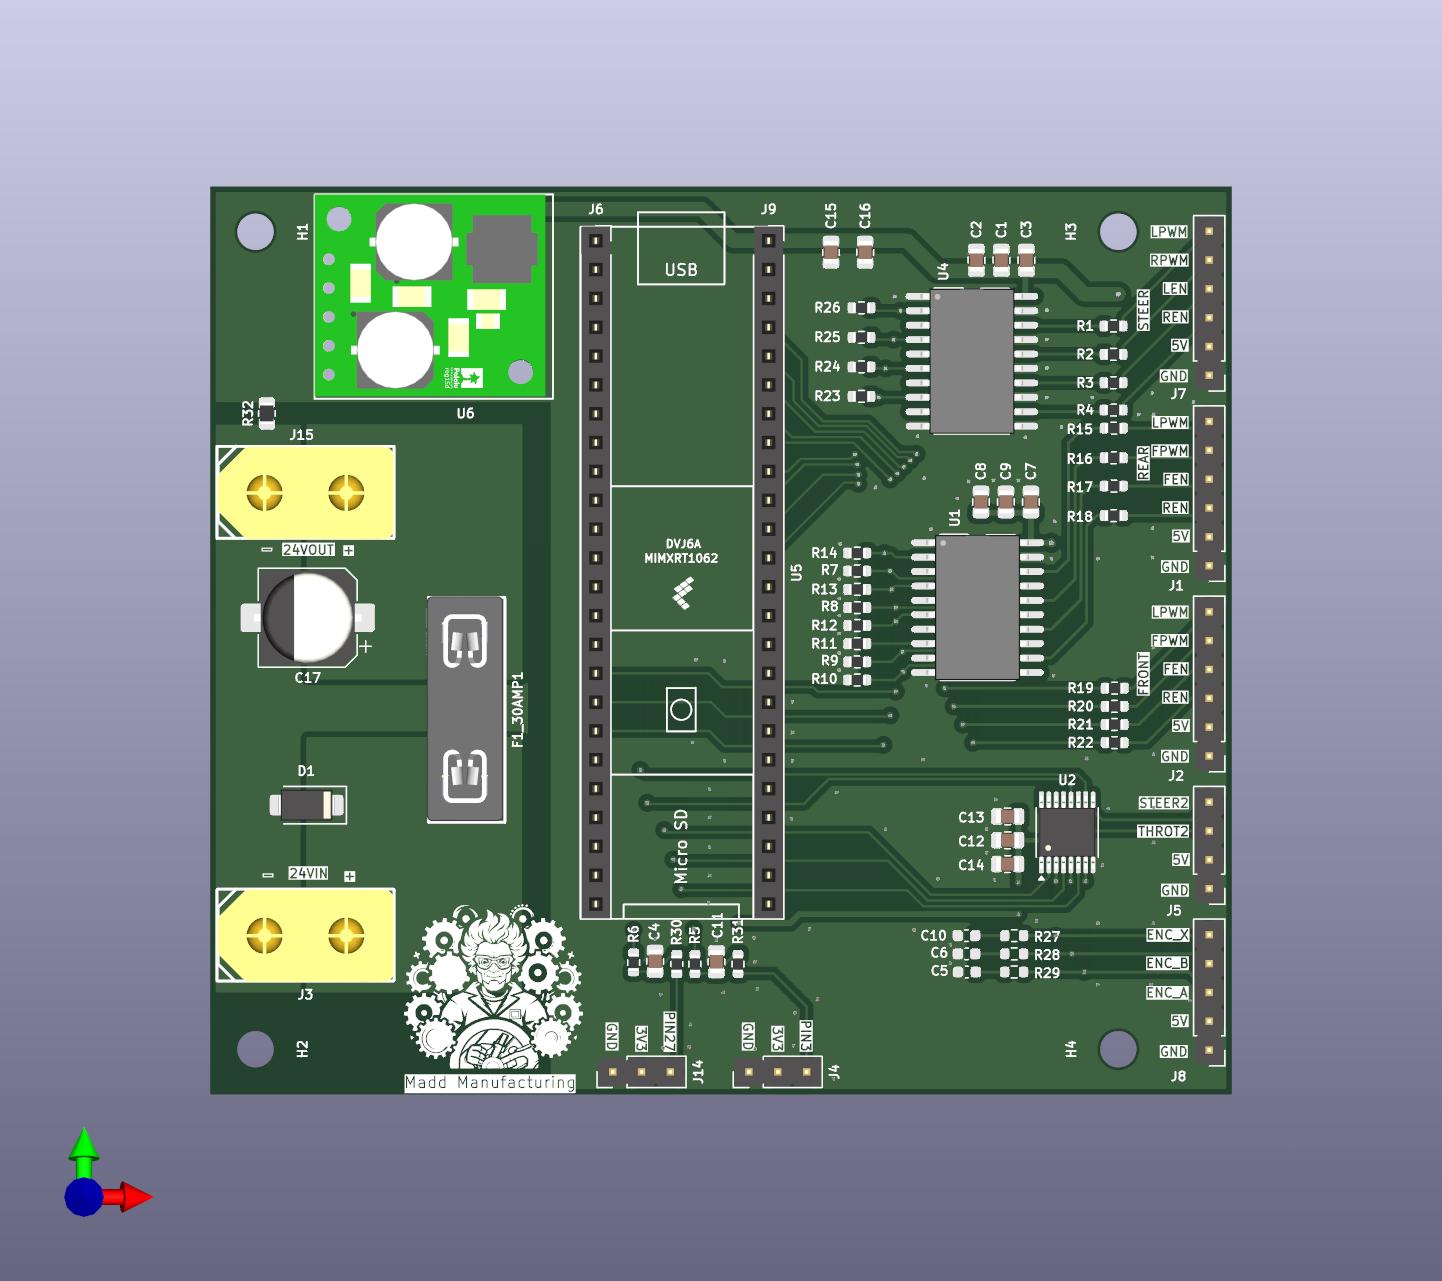 H1
J6
J9
USB
C15
C16
C2
C1
C3
H3
U4
LPWM
RPWM
LEN
REN
5V
GND
STEER
J7
R26
R25
R24
R23
R1
R2
R3
R4
R32
U6
Pololu
J15
24VOUT
- +
R15
R16
R17
R18
REAR
LPWM
FPWM
FEN
REN
5V
GND
J1
C8
C9
C7
U1
DVJ6A
MIMXRT1062
U5
R14
R7
R13
R8
R12
R11
R9
R10
C17
+
F1_30AMP1
R19
R20
R21
R22
FRONT
LPWM
FPWM
FEN
REN
5V
GND
J2
D1
Micro SD
U2
C13
C12
C14
STEER2
THROT2
5V
GND
J5
- 24VIN +
J3
R6
C4
R30
R5
C11
R31
C10
C6
C5
R27
R28
R29
ENC_X
ENC_B
ENC_A
5V
GND
J8
H2
GND
3V3
PIN27
J14
GND
3V3
PIN3
J4
H4
Madd Manufacturing